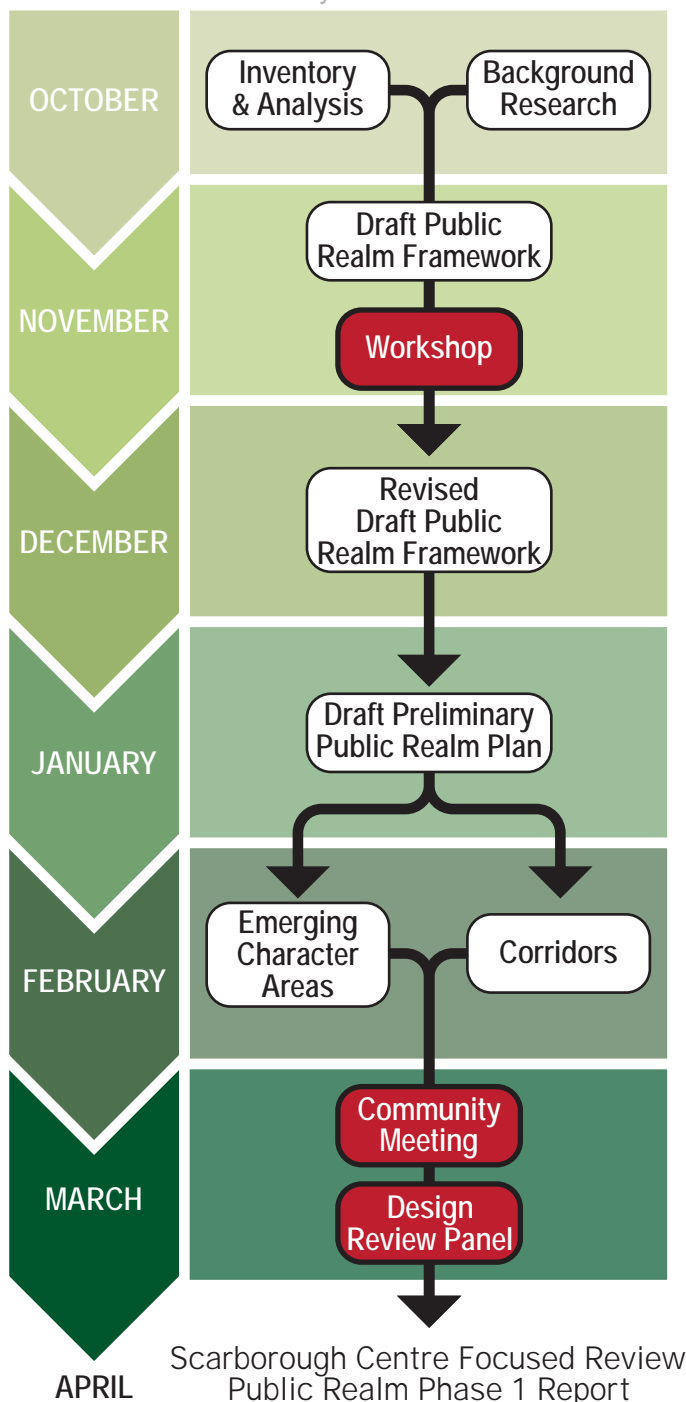 OCTOBER
Inventory
& Analysis
Background
Research
NOVEMBER
Draft Public
Realm Framework
Workshop
DECEMBER
Revised
Draft Public
Realm Framework
JANUARY
Draft Preliminary
Public Realm Plan
FEBRUARY
Emerging
Character
Areas
Corridors
MARCH
Community
Meeting
Design
Review Panel
APRIL
Scarborough Centre Focused Review
Public Realm Phase 1 Report